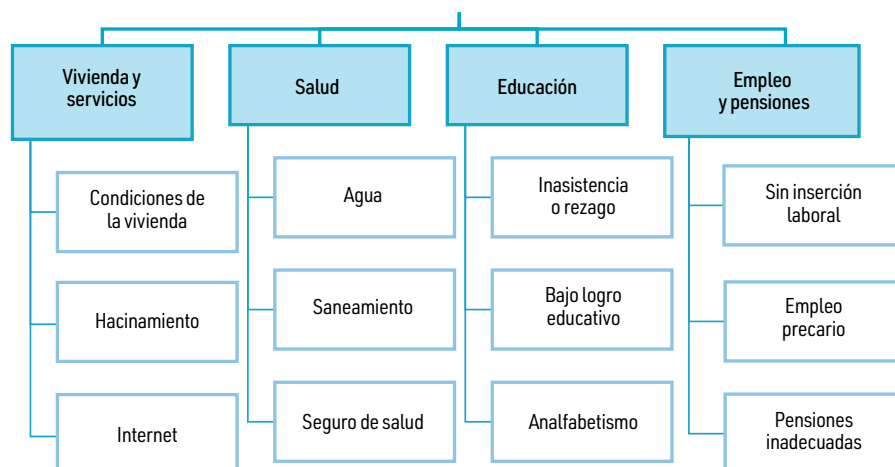 Vivienda y
servicios
Condiciones de
la vivienda
Hacinamiento
Internet
Salud
Agua
Saneamiento
Seguro de salud
Educación
Inasistencia
o rezago
Bajo logro
educativo
Analfabetismo
Empleo
y pensiones
Sin inserción
laboral
Empleo
precario
Pensiones
inadecuadas